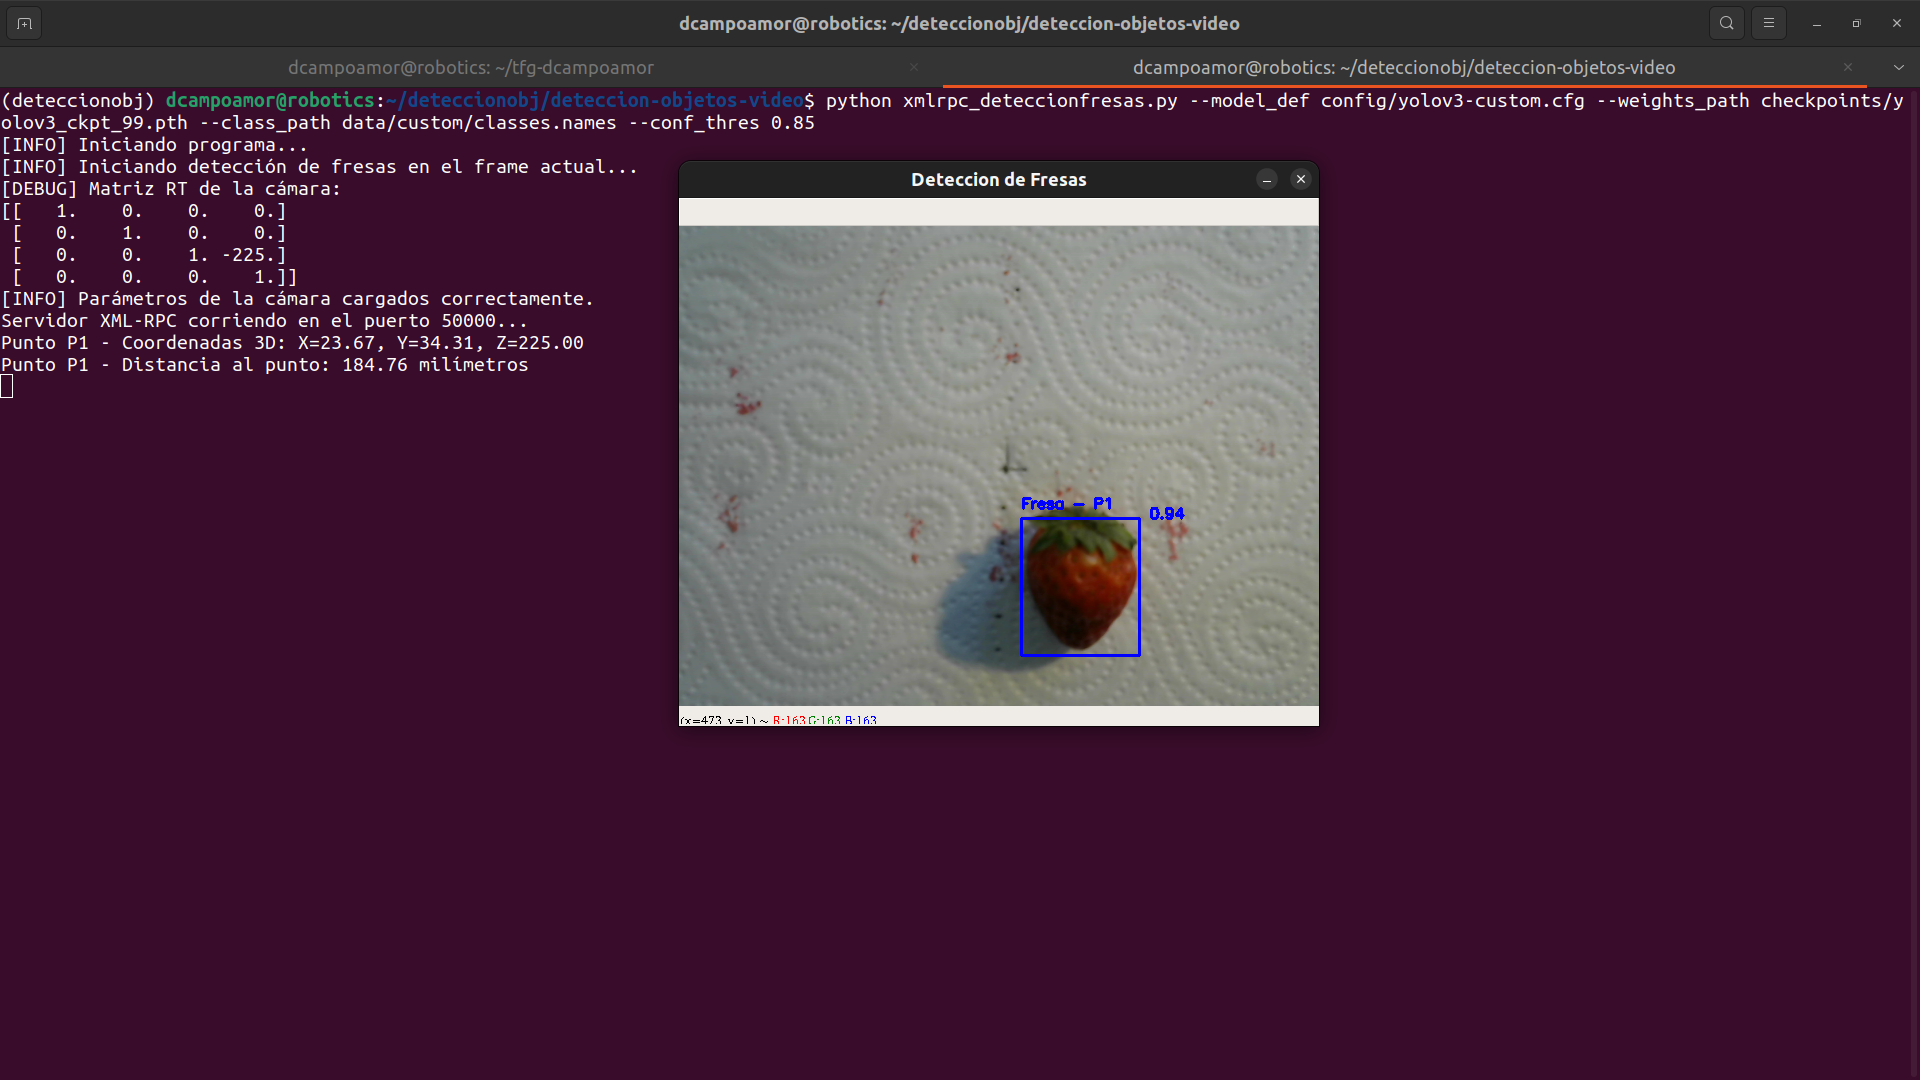 dcampoamor@robotics: ~/deteccionobj/deteccion-objetos-video
dcampoamor@robotics: ~/tfg-dcampoamor
dcampoamor@robotics: ~/deteccionobj/deteccion-objetos-video
(deteccionobj) dcampoamor@robotics:~/deteccionobj/deteccion-objetos-video$ python xmlrpc_deteccionfresas.py --model_def config/yolov3-custom.cfg --weights_path checkpoints/y
olov3_ckpt_99.pth --class_path data/custom/classes.names --conf_thres 0.85
[INFO] Iniciando programa...
[INFO] Iniciando detección de fresas en el frame actual...
[DEBUG] Matriz RT de la cámara:
[[   1.    0.    0.    0.]
 [   0.    1.    0.    0.]
 [   0.    0.    1. -225.]
 [   0.    0.    0.    1.]]
[INFO] Parámetros de la cámara cargados correctamente.
Servidor XML-RPC corriendo en el puerto 50000...
Punto P1 - Coordenadas 3D: X=23.67, Y=34.31, Z=225.00
Punto P1 - Distancia al punto: 184.76 milímetros
Deteccion de Fresas
Fresa - P1
0.94
(x=473, y=1) ~ R:163 G:163 B:163